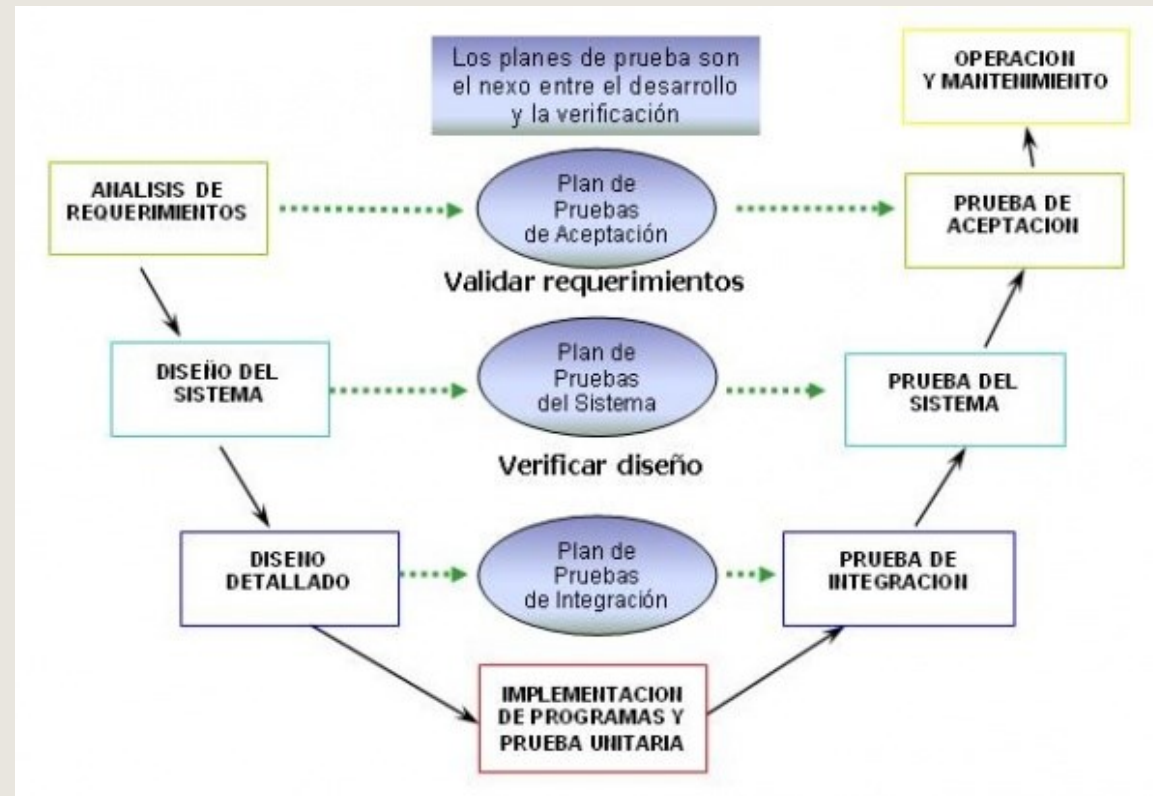 Los planes de prueba son
el nexo entre el desarrollo
y la verificación
OPERACION
Y MANTENIMIENTO
ANALISIS DE
REQUERIMIENTOS
Plan de
Pruebas
de Aceptación
PRUEBA DE
ACEPTACION
Validar requerimientos
DISEÑO DEL
SISTEMA
Plan de
Pruebas
del Sistema
PRUEBA DEL
SISTEMA
Verificar diseño
DISENO
DETALLADO
Plan de
Pruebas
de Integración
PRUEBA DE
INTEGRACION
IMPLEMENTACION
DE PROGRAMAS Y
PRUEBA UNITARIA